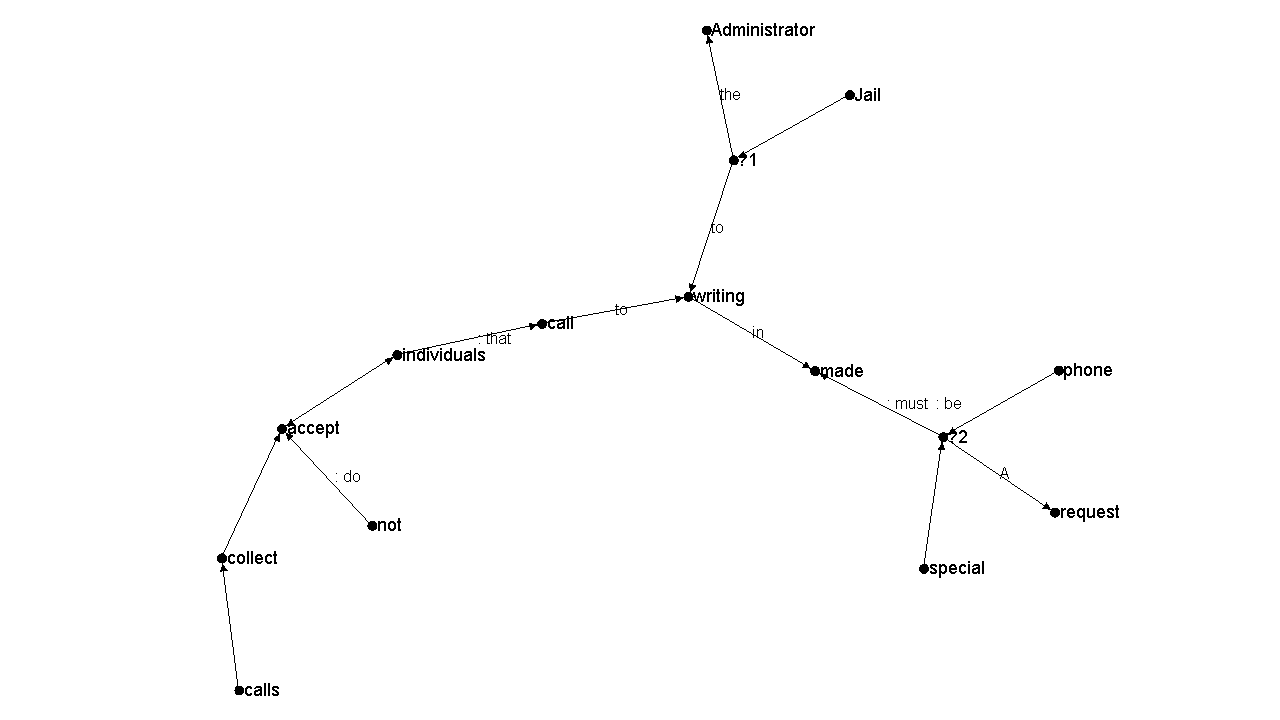 Administrator
the
Jail
?1
to
writing
to
call
: that
individuals
in
made
phone
: must : be
accept
?2
: do
A
request
not
collect
special
calls